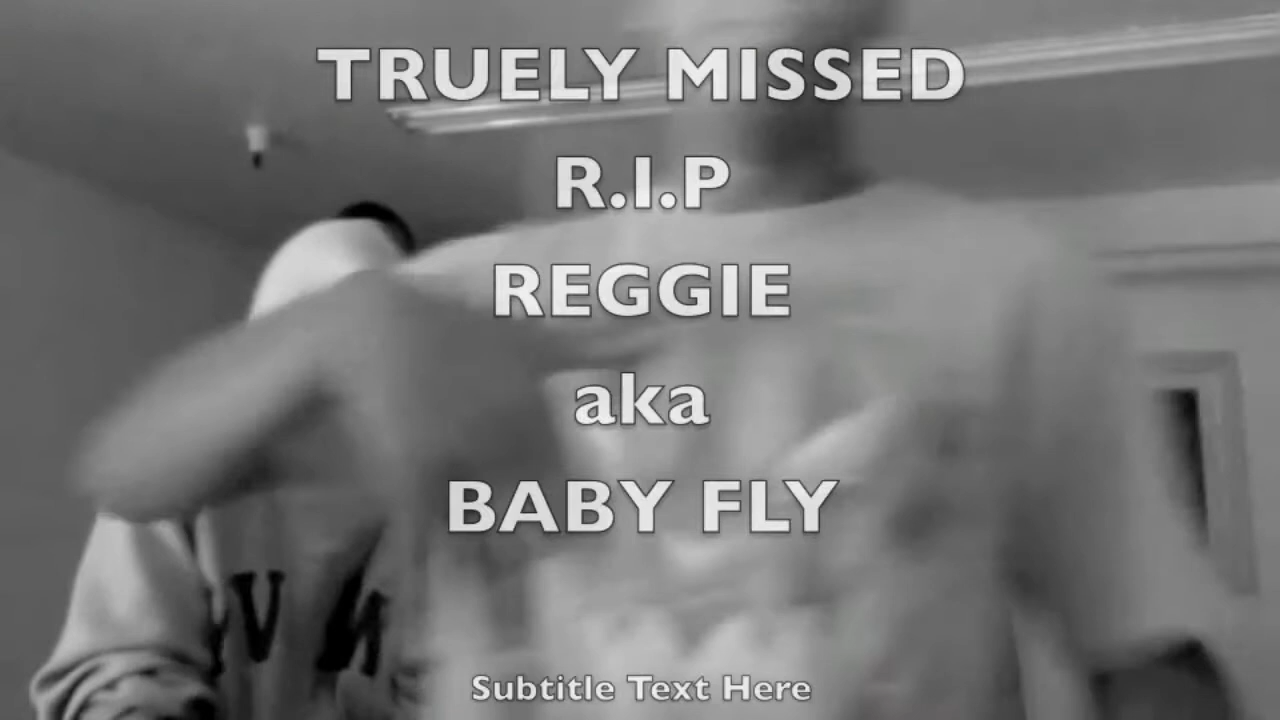 TRUELY MISSED
R.I.P
REGGIE
aka
BABY FLY
Subtitle Text Here